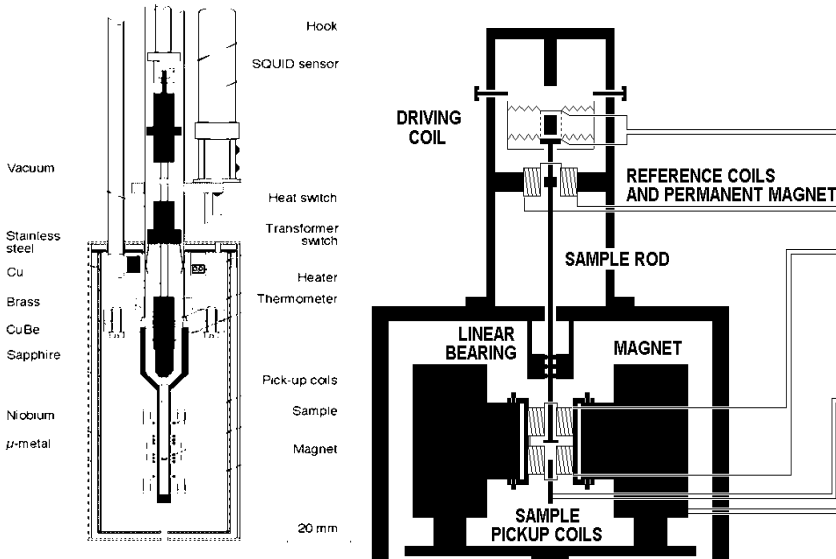 Hook
SQUID sensor
Vacuum
Heat switch
Stainless
steel
Transformer
switch
Cu
Heater
Brass
Thermometer
CuBe
Sapphire
Pick-up coils
Niobium
Sample
μ-metal
Magnet
20 mm
DRIVING
COIL
REFERENCE COILS
AND PERMANENT MAGNET
SAMPLE ROD
LINEAR
BEARING
MAGNET
SAMPLE
PICKUP COILS